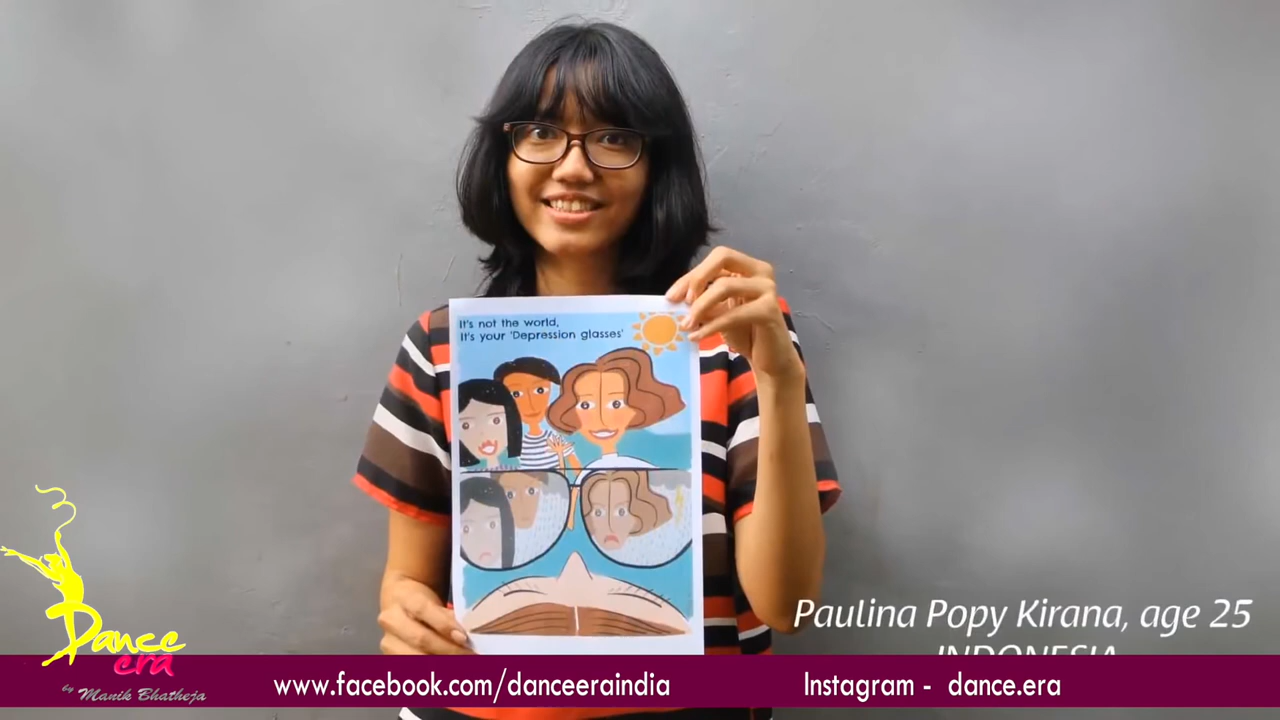 It's not the world,
It's your 'Depression glasses'
Paulina Popy Kirana, age 25
INDONESIA
Dance
era
by Manik Bhatheja
www.facebook.com/danceeraindia
Instagram - dance.era